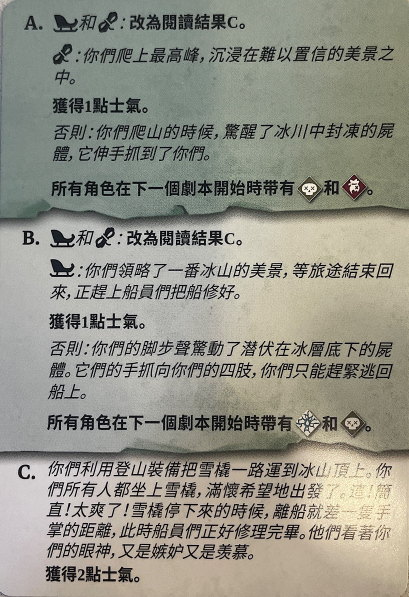 A. 和 ：改為閱讀結果C。
：你們爬上最高峰，沉浸在難以置信的美景之
中。
獲得1點士氣。
否則：你們爬山的時候，驚醒了冰川中封凍的屍
體，它伸手抓到了你們。
所有角色在下一個劇本開始時帶有 和 。
B. 和 ：改為閱讀結果C。
：你們領略了一番冰山的美景，等旅途結束回
來，正趕上船員們把船修好。
獲得1點士氣。
否則：你們的脚步聲驚動了潛伏在冰層底下的屍
體。它們的手抓向你們的四肢，你們只能趕緊逃回
船上。
所有角色在下一個劇本開始時帶有 和 。
C. 你們利用登山裝備把雪橇一路運到冰山頂上。你
們所有人都坐上雪橇，滿懷希望地出發了。這！簡
直！太爽了！雪橇停下來的時候，離船就差一隻手
掌的距離，此時船員們正好修理完畢。他們看著你
們的眼神，又是嫉妒又是羨慕。
獲得2點士氣。